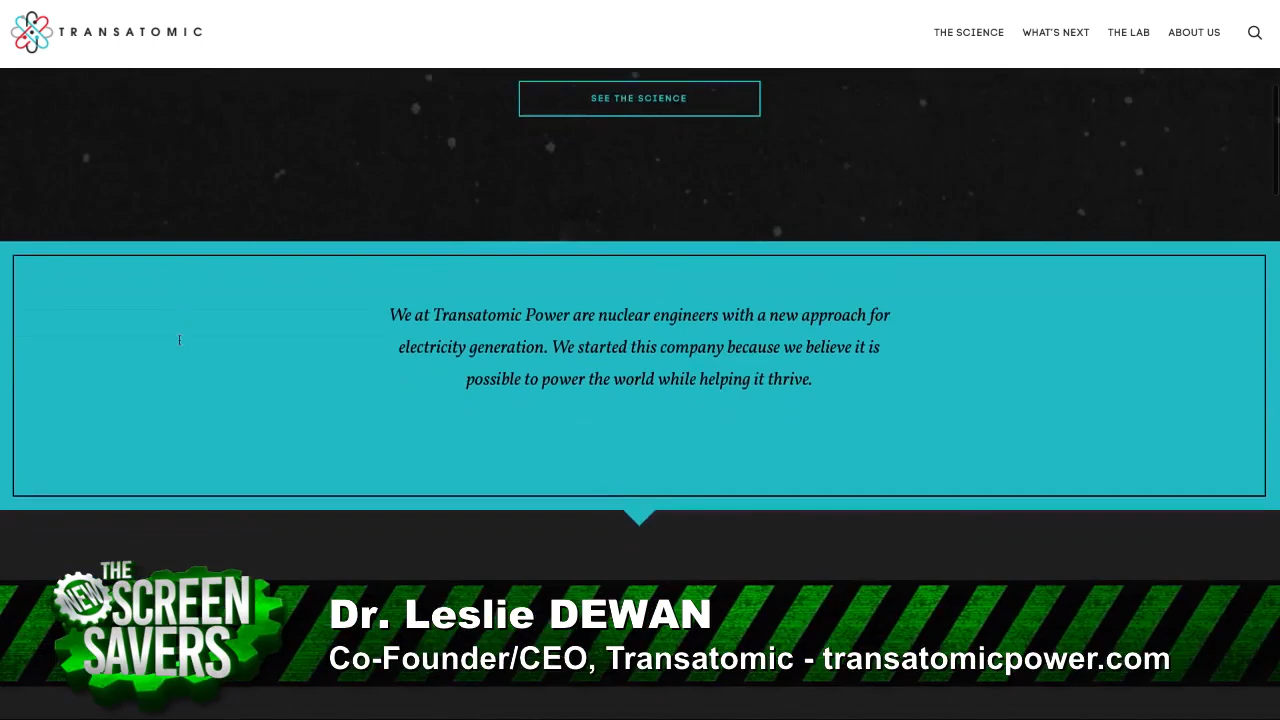 TRANSATOMIC
THE SCIENCE
WHAT'S NEXT
THE LAB
ABOUT US
SEE THE SCIENCE
We at Transatomic Power are nuclear engineers with a new approach for
electricity generation. We started this company because we believe it is
possible to power the world while helping it thrive.
THE
NEW
SCREEN
SAVERS
Dr. Leslie DEWAN
Co-Founder/CEO, Transatomic - transatomicpower.com